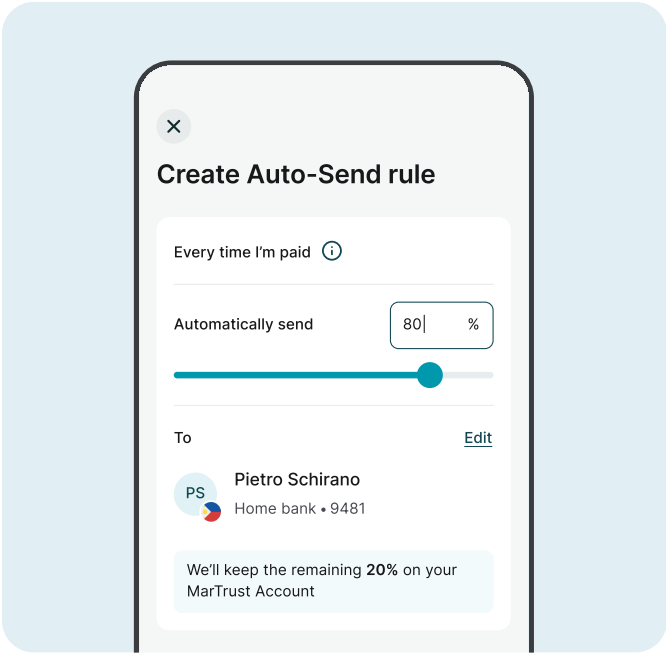 Create Auto-Send rule
Every time I’m paid
Automatically send
80 %
To
Edit
PS
Pietro Schirano
Home bank • 9481
We’ll keep the remaining 20% on your
MarTrust Account